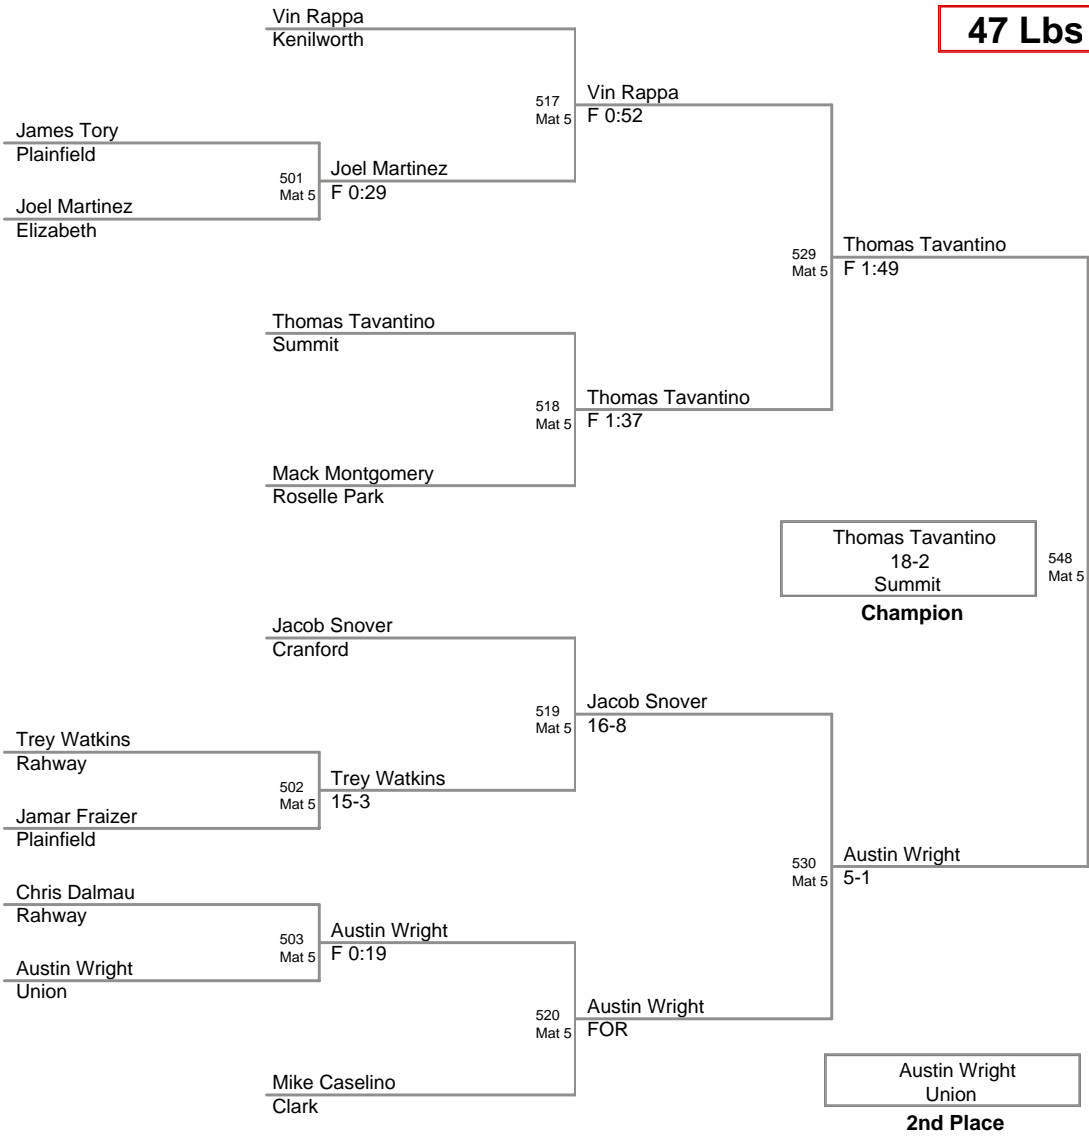 Vin Rappa
Kenilworth
47 Lbs
517
Mat 5
Vin Rappa
F 0:52
James Tory
Plainfield
501
Mat 5
Joel Martinez
F 0:29
Joel Martinez
Elizabeth
529
Mat 5
Thomas Tavantino
F 1:49
Thomas Tavantino
Summit
518
Mat 5
Thomas Tavantino
F 1:37
Mack Montgomery
Roselle Park
Thomas Tavantino
18-2
Summit
Champion
548
Mat 5
Jacob Snover
Cranford
519
Mat 5
Jacob Snover
16-8
Trey Watkins
Rahway
502
Mat 5
Trey Watkins
15-3
Jamar Fraizer
Plainfield
530
Mat 5
Austin Wright
5-1
Chris Dalmau
Rahway
503
Mat 5
Austin Wright
F 0:19
Austin Wright
Union
520
Mat 5
Austin Wright
FOR
Mike Caselino
Clark
Austin Wright
Union
2nd Place